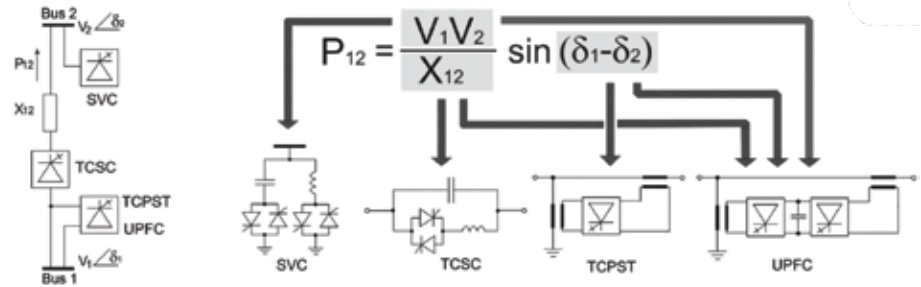 Bus 2
V2 δ2
P12
SVC
X12
TCSC
TCPST
UPFC
V1 δ1
Bus 1
P12 = V1V2 / X12 sin (δ1-δ2)
SVC
TCSC
TCPST
UPFC